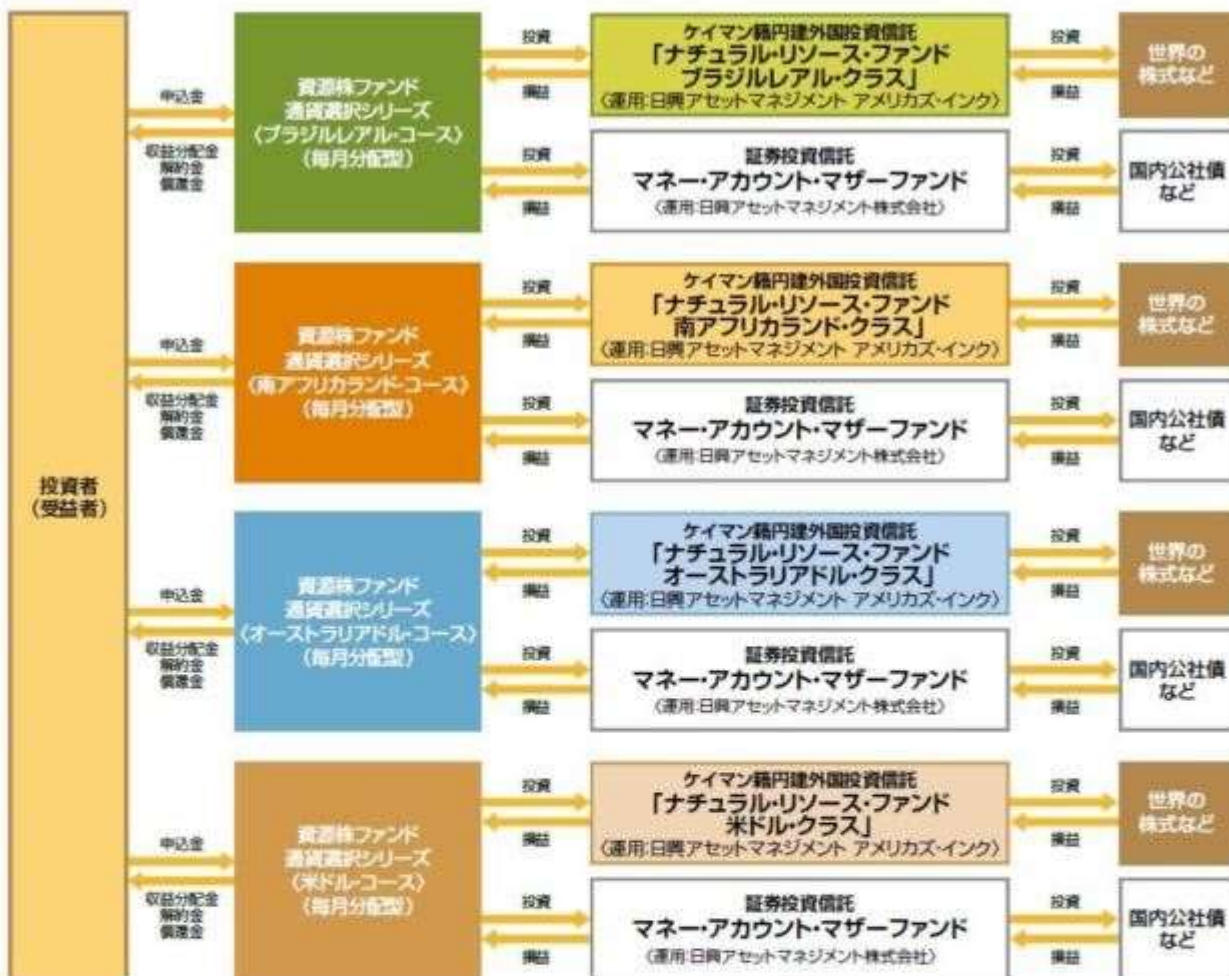 投資者
(受益者)
申込金
収益分配金
解約金
償還金
資源株ファンド
通貨選択シリーズ
〈ブラジルレアル・コース〉
(毎月分配型)
投資
損益
ケイマン籍円建外国投資信託
「ナチュラル・リソース・ファンド
ブラジルレアル・クラス」
〈運用:日興アセットマネジメント アメリカズ・インク〉
投資
損益
世界の
株式など
投資
損益
証券投資信託
マネー・アカウント・マザーファンド
〈運用:日興アセットマネジメント株式会社〉
投資
損益
国内公社債
など
申込金
収益分配金
解約金
償還金
資源株ファンド
通貨選択シリーズ
〈南アフリカランド・コース〉
(毎月分配型)
投資
損益
ケイマン籍円建外国投資信託
「ナチュラル・リソース・ファンド
南アフリカランド・クラス」
〈運用:日興アセットマネジメント アメリカズ・インク〉
投資
損益
世界の
株式など
投資
損益
証券投資信託
マネー・アカウント・マザーファンド
〈運用:日興アセットマネジメント株式会社〉
投資
損益
国内公社債
など
申込金
収益分配金
解約金
償還金
資源株ファンド
通貨選択シリーズ
〈オーストラリアドル・コース〉
(毎月分配型)
投資
損益
ケイマン籍円建外国投資信託
「ナチュラル・リソース・ファンド
オーストラリアドル・クラス」
〈運用:日興アセットマネジメント アメリカズ・インク〉
投資
損益
世界の
株式など
投資
損益
証券投資信託
マネー・アカウント・マザーファンド
〈運用:日興アセットマネジメント株式会社〉
投資
損益
国内公社債
など
申込金
収益分配金
解約金
償還金
資源株ファンド
通貨選択シリーズ
〈米ドル・コース〉
(毎月分配型)
投資
損益
ケイマン籍円建外国投資信託
「ナチュラル・リソース・ファンド
米ドル・クラス」
〈運用:日興アセットマネジメント アメリカズ・インク〉
投資
損益
世界の
株式など
投資
損益
証券投資信託
マネー・アカウント・マザーファンド
〈運用:日興アセットマネジメント株式会社〉
投資
損益
国内公社債
など